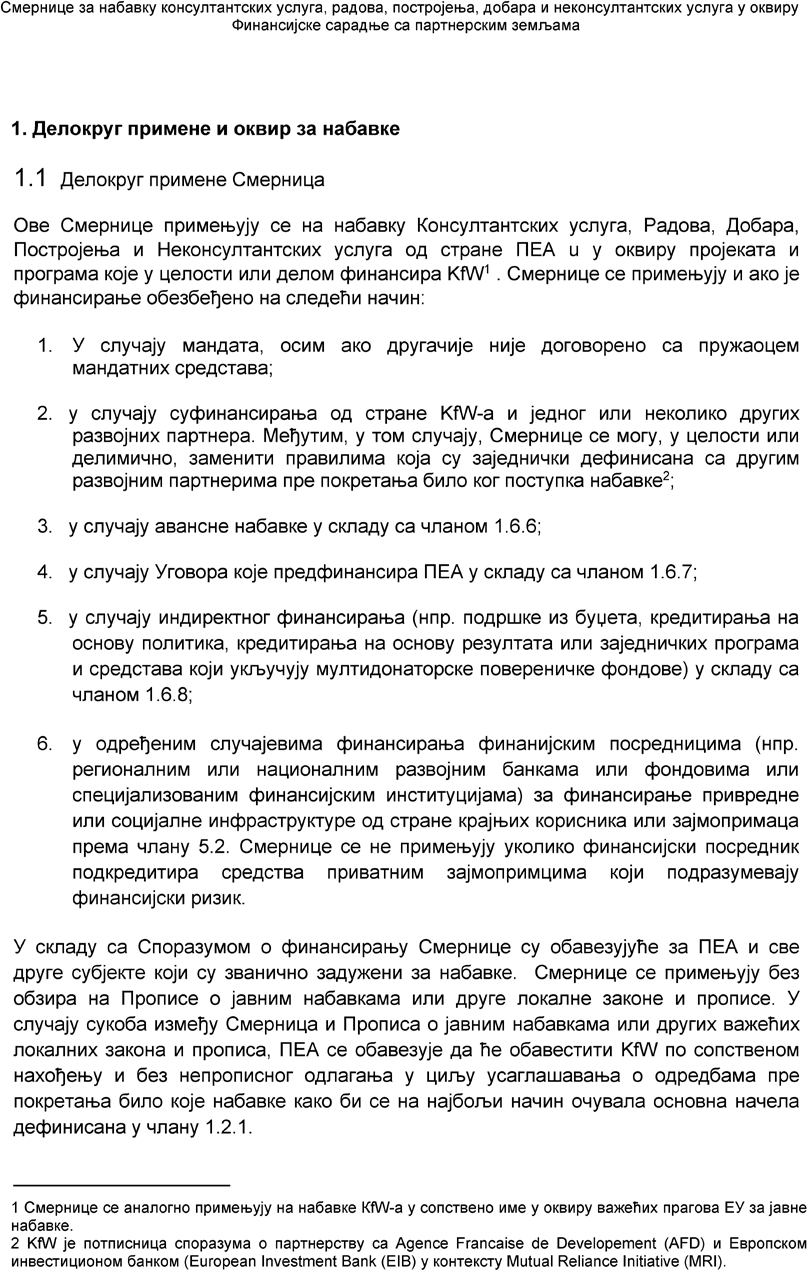 Смернице за набавку консултантских услуга, радова, постројења, добара и неконсултантских услуга у оквиру
Финансијске сарадње са партнерским земљама
1. Делокруг примене и оквир за набавке
1.1 Делокруг примене Смерница
Ове Смернице примењују се на набавку Консултантских услуга, Радова, Добара,
Постројења и Неконсултантских услуга од стране ПЕА u у оквиру пројеката и
програма које у целости или делом финансира KfW1 . Смернице се примењују и ако је
финансирање обезбеђено на следећи начин:
1. У случају мандата, осим ако другачије није договорено са пружаоцем
мандатних средстава;
2. у случају суфинансирања од стране KfW-а и једног или неколико других
развојних партнера. Међутим, у том случају, Смернице се могу, у целости или
делимично, заменити правилима која су заједнички дефинисана са другим
развојним партнерима пре покретања било ког поступка набавке2;
3. у случају авансне набавке у складу са чланом 1.6.6;
4. у случају Уговора које предфинансира ПЕА у складу са чланом 1.6.7;
5. у случају индиректног финансирања (нпр. подршке из буџета, кредитирања на
основу политика, кредитирања на основу резултата или заједничких програма
и средстава који укључују мултидонаторске повереничке фондове) у складу са
чланом 1.6.8;
6. у одређеним случајевима финансирања финанијским посредницима (нпр.
регионалним или националним развојним банкама или фондовима или
специјализованим финансијским институцијама) за финансирање привредне
или социјалне инфраструктуре од стране крајњих корисника или зајмопримаца
према члану 5.2. Смернице се не примењују уколико финансијски посредник
подкредитира средства приватним зајмопримцима који подразумевају
финансијски ризик.
У складу са Споразумом о финансирању Смернице су обавезујуће за ПЕА и све
друге субјекте који су званично задужени за набавке. Смернице се примењују без
обзира на Прописе о јавним набавкама или друге локалне законе и прописе. У
случају сукоба између Смерница и Прописа о јавним набавкама или других важећих
локалних закона и прописа, ПЕА се обавезује да ће обавестити KfW по сопственом
нахођењу и без непрописног одлагања у циљу усаглашавања о одредбама пре
покретања било које набавке како би се на најбољи начин очувала основна начела
дефинисана у члану 1.2.1.
1 Смернице се аналогно примењују на набавке КfW-а у сопствено име у оквиру важећих прагова ЕУ за јавне
набавке.
2 KfW је потписница споразума о партнерству са Agence Francaise de Developement (AFD) и Европском
инвестиционом банком (European Investment Bank (EIB) у контексту Mutual Reliance Initiative (MRI).